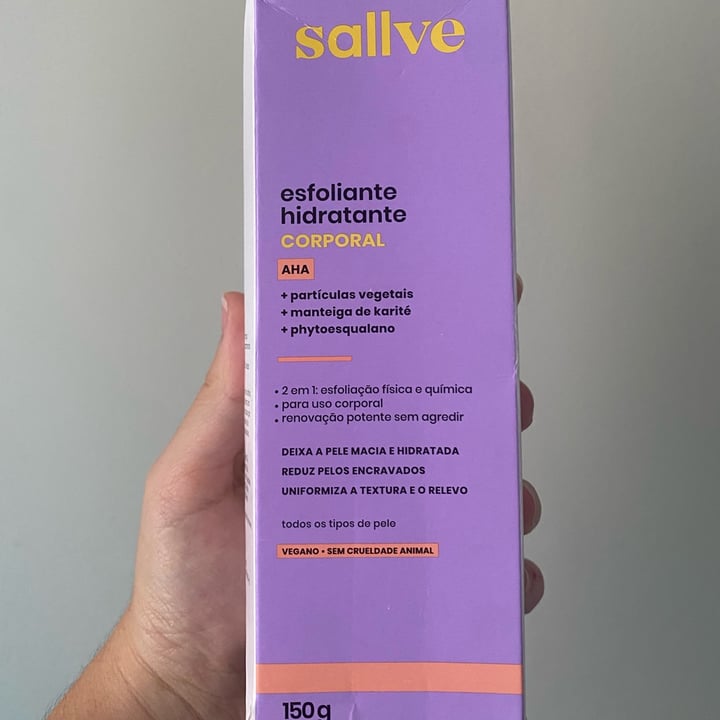 sallve
esfoliante
hidratante
CORPORAL
AHA
+ partículas vegetais
+ manteiga de karité
+ phytoesqualano
• 2 em 1: esfoliação física e química
• para uso corporal
• renovação potente sem agredir
DEIXA A PELE MACIA E HIDRATADA
REDUZ PELOS ENCRAVADOS
UNIFORMIZA A TEXTURA E O RELEVO
todos os tipos de pele
VEGANO • SEM CRUELDADE ANIMAL
150 g